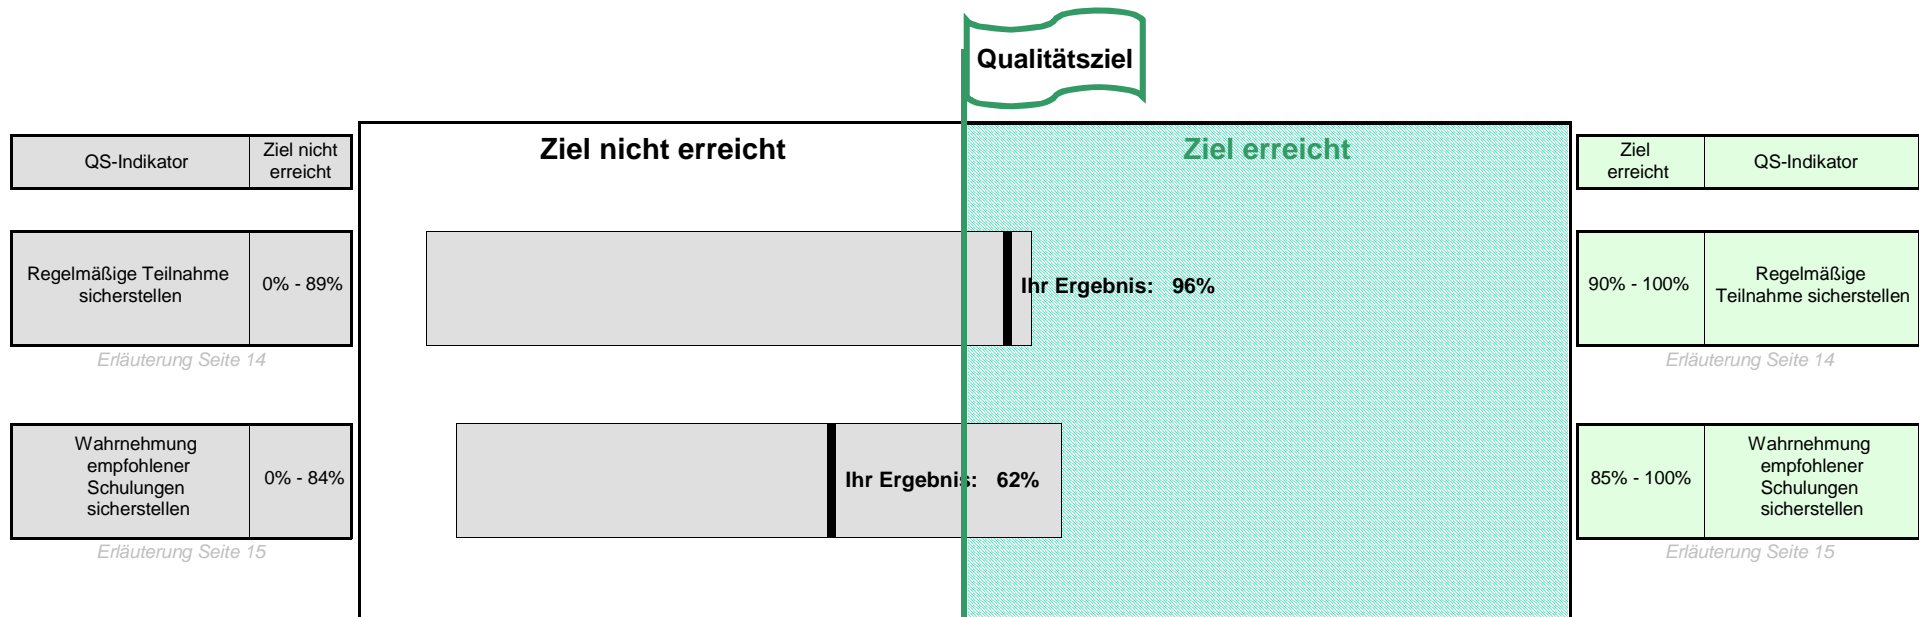 Qualitätsziel
Ziel nicht erreicht
Ziel erreicht
QS-Indikator
Ziel nicht
erreicht
Ziel
erreicht
QS-Indikator
Regelmäßige Teilnahme
sicherstellen
0% - 89%
Ihr Ergebnis: 96%
90% - 100%
Regelmäßige
Teilnahme sicherstellen
Erläuterung Seite 14
Erläuterung Seite 14
Wahrnehmung
empfohlener
Schulungen
sicherstellen
0% - 84%
Ihr Ergebnis: 62%
85% - 100%
Wahrnehmung
empfohlener
Schulungen
sicherstellen
Erläuterung Seite 15
Erläuterung Seite 15